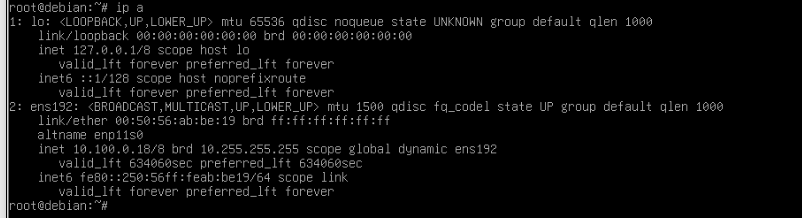 root@debian:~# ip a
1: lo: <LOOPBACK,UP,LOWER_UP> mtu 65536 qdisc noqueue state UNKNOWN group default qlen 1000
    link/loopback 00:00:00:00:00:00 brd 00:00:00:00:00:00
    inet 127.0.0.1/8 scope host lo
       valid_lft forever preferred_lft forever
    inet6 ::1/128 scope host noprefixroute
       valid_lft forever preferred_lft forever
2: ens192: <BROADCAST,MULTICAST,UP,LOWER_UP> mtu 1500 qdisc fq_codel state UP group default qlen 1000
    link/ether 00:50:56:ab:be:19 brd ff:ff:ff:ff:ff:ff
    altname enp11s0
    inet 10.100.0.18/8 brd 10.255.255.255 scope global dynamic ens192
       valid_lft 634060sec preferred_lft 634060sec
    inet6 fe80::250:56ff:feab:be19/64 scope link
       valid_lft forever preferred_lft forever
root@debian:~#